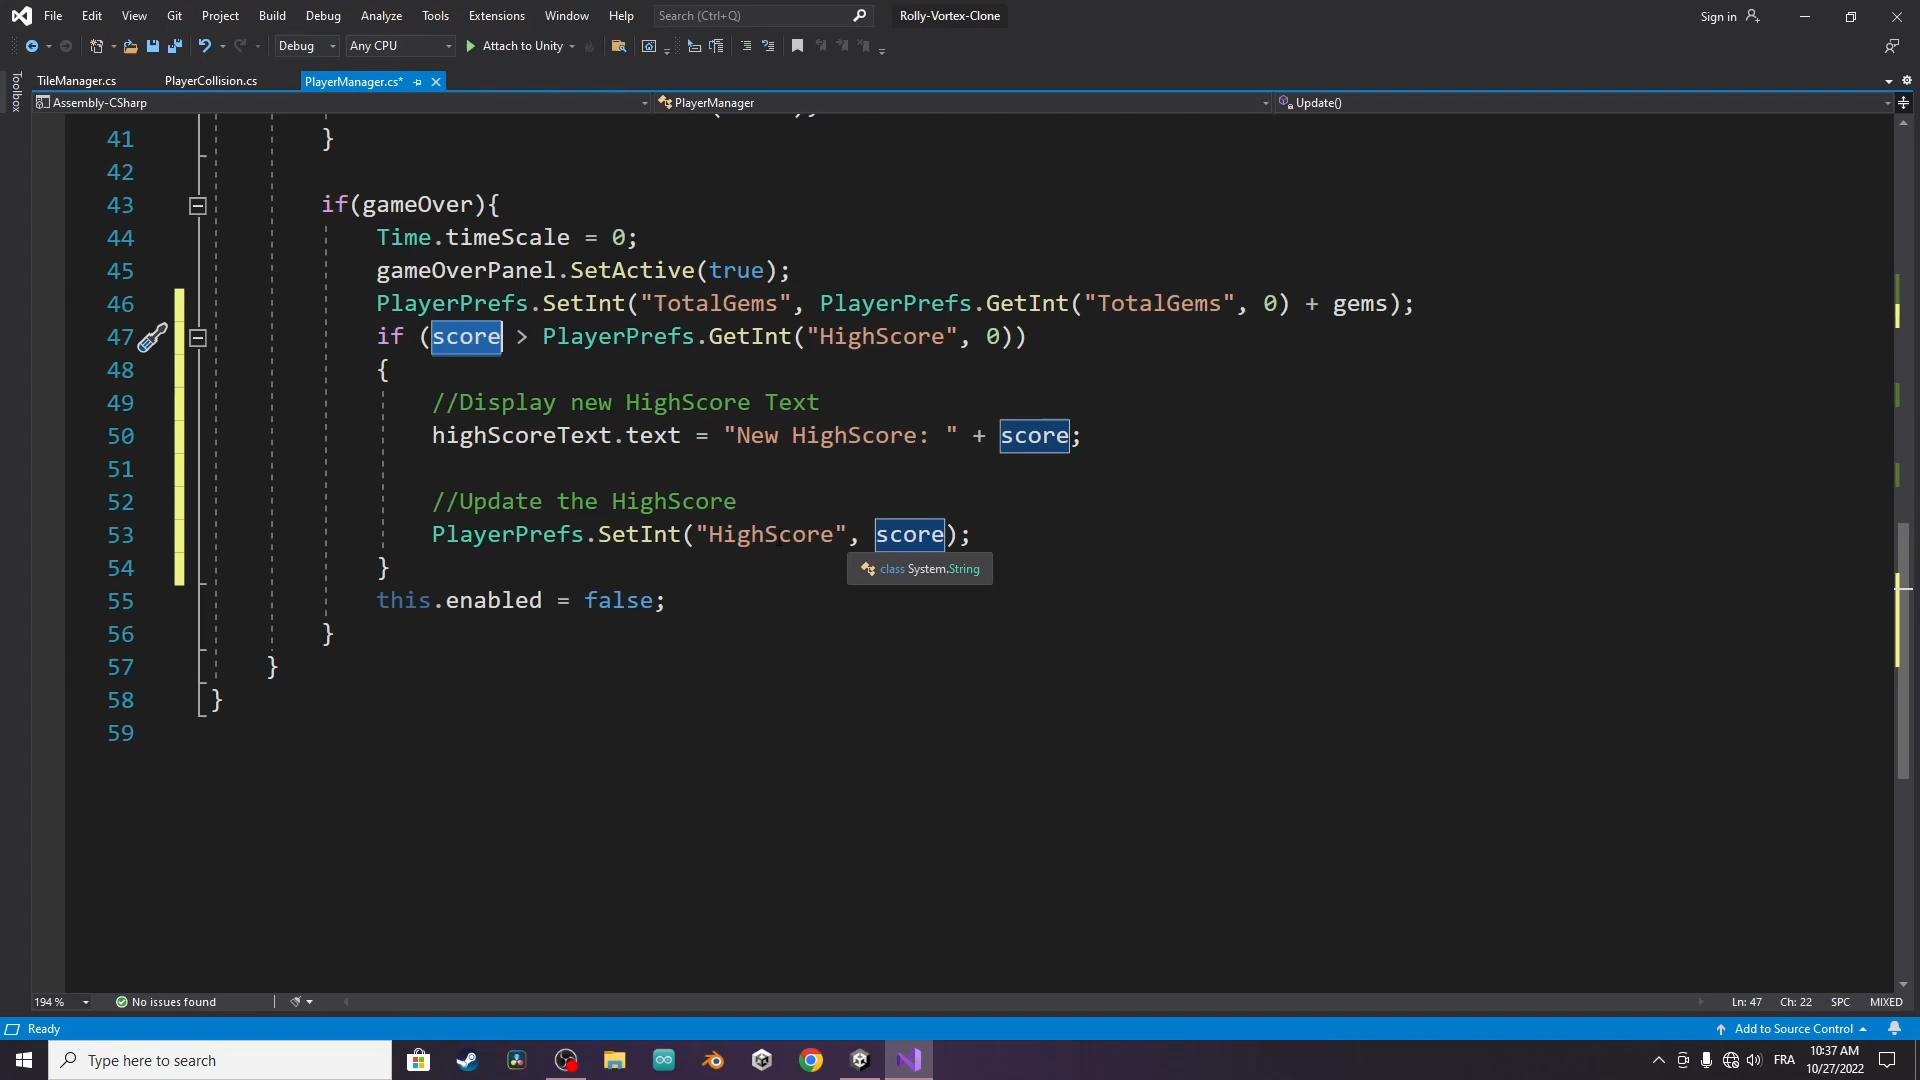 File Edit View Git Project Build Debug Analyze Tools Extensions Window Help Search (Ctrl+Q) Rolly-Vortex-Clone Sign in
Debug Any CPU Attach to Unity
Toolbox
TileManager.cs PlayerCollision.cs PlayerManager.cs*
Assembly-CSharp PlayerManager Update()
41 }
42
43 if(gameOver){
44 Time.timeScale = 0;
45 gameOverPanel.SetActive(true);
46 PlayerPrefs.SetInt("TotalGems", PlayerPrefs.GetInt("TotalGems", 0) + gems);
47 if (score > PlayerPrefs.GetInt("HighScore", 0))
48 {
49 //Display new HighScore Text
50 highScoreText.text = "New HighScore: " + score;
51
52 //Update the HighScore
53 PlayerPrefs.SetInt("HighScore", score);
54 }
class System.String
55 this.enabled = false;
56 }
57 }
58 }
59
194 % No issues found Ln: 47 Ch: 22 SPC MIXED
Ready Add to Source Control
Type here to search FRA 10:37 AM
10/27/2022